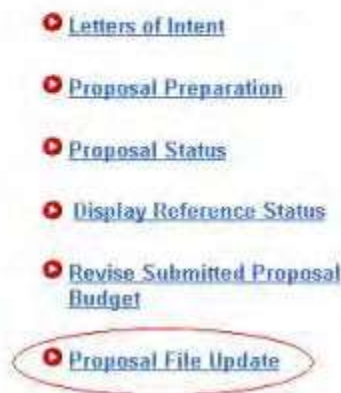 Letters of Intent
Proposal Preparation
Proposal Status
Display Reference Status
Revise Submitted Proposal
Budget
Proposal File Update